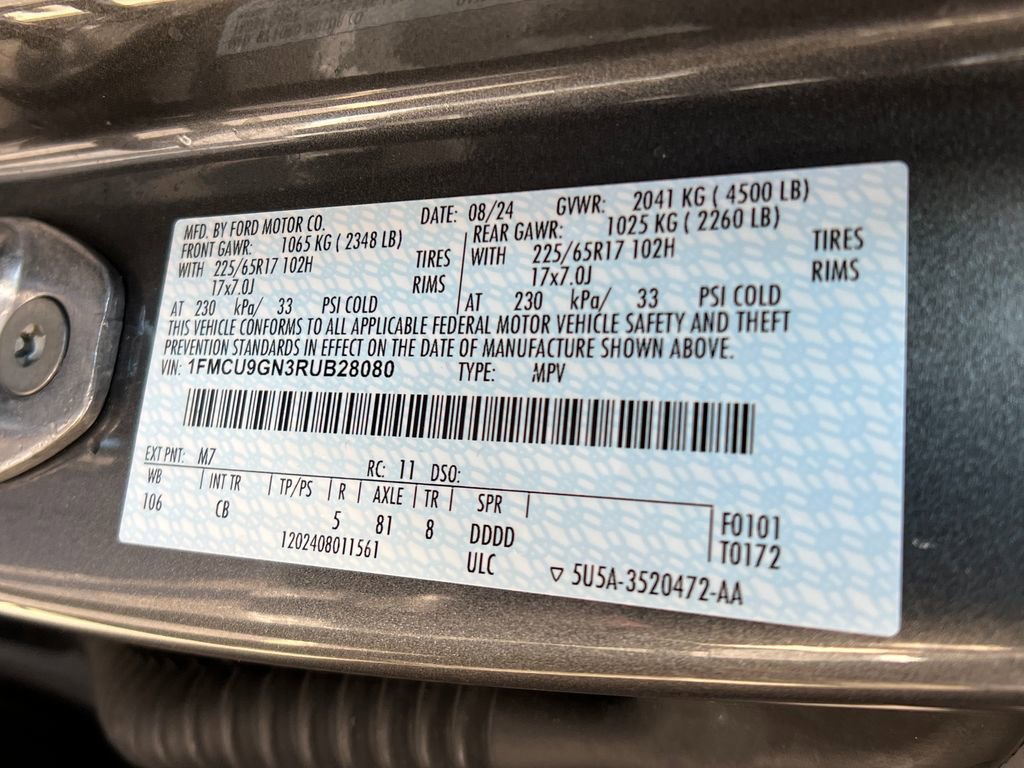 MFD. BY FORD MOTOR CO. DATE: 08/24 GVWR: 2041 KG ( 4500 LB)
FRONT GAWR: 1065 KG ( 2348 LB) REAR GAWR: 1025 KG ( 2260 LB)
WITH 225/65R17 102H TIRES WITH 225/65R17 102H TIRES
17x7.0J RIMS 17x7.0J RIMS
AT 230 kPa/ 33 PSI COLD AT 230 kPa/ 33 PSI COLD
THIS VEHICLE CONFORMS TO ALL APPLICABLE FEDERAL MOTOR VEHICLE SAFETY AND THEFT
PREVENTION STANDARDS IN EFFECT ON THE DATE OF MANUFACTURE SHOWN ABOVE.
VIN: 1FMCU9GN3RUB28080 TYPE: MPV
EXT PNT: M7 RC: 11 DSO:
WB INT TR TP/PS R AXLE TR SPR F0101
106 CB 5 81 8 DDDD T0172
1202408011561 ULC ▽ 5U5A-3520472-AA